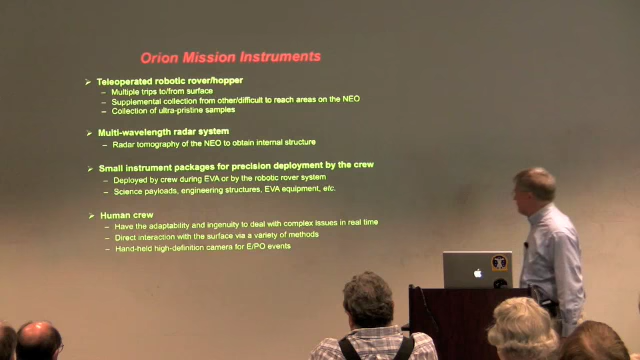 Orion Mission Instruments
➢ Teleoperated robotic rover/hopper
– Multiple trips to/from surface
– Supplemental collection from other/difficult to reach areas on the NEO
– Collection of ultra-pristine samples
➢ Multi-wavelength radar system
– Radar tomography of the NEO to obtain internal structure
➢ Small instrument packages for precision deployment by the crew
– Deployed by crew during EVA or by the robotic rover system
– Science payloads, engineering structures, EVA equipment, etc.
➢ Human crew
– Have the adaptability and ingenuity to deal with complex issues in real time
– Direct interaction with the surface via a variety of methods
– Hand-held high-definition camera for E/PO events